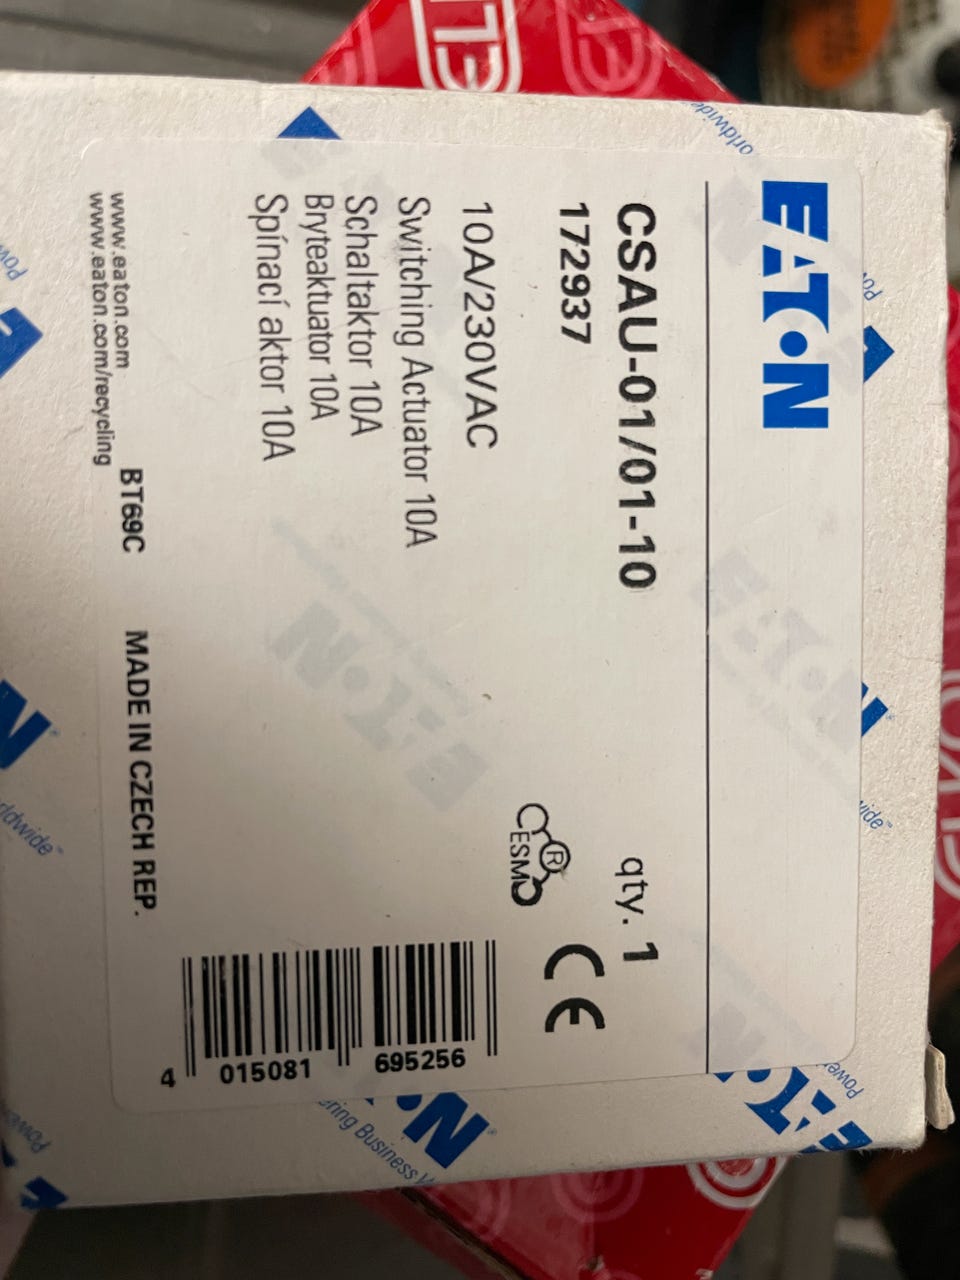 EATON
CSAU-01/01-10
qty. 1
172937
CE
10A/230VAC
CESMO
®
Switching Actuator 10A
Schaltaktor 10A
Bryteaktuator 10A
Spínací aktor 10A
4 015081 695256
www.eaton.com
www.eaton.com/recycling
BT69C
MADE IN CZECH REP.